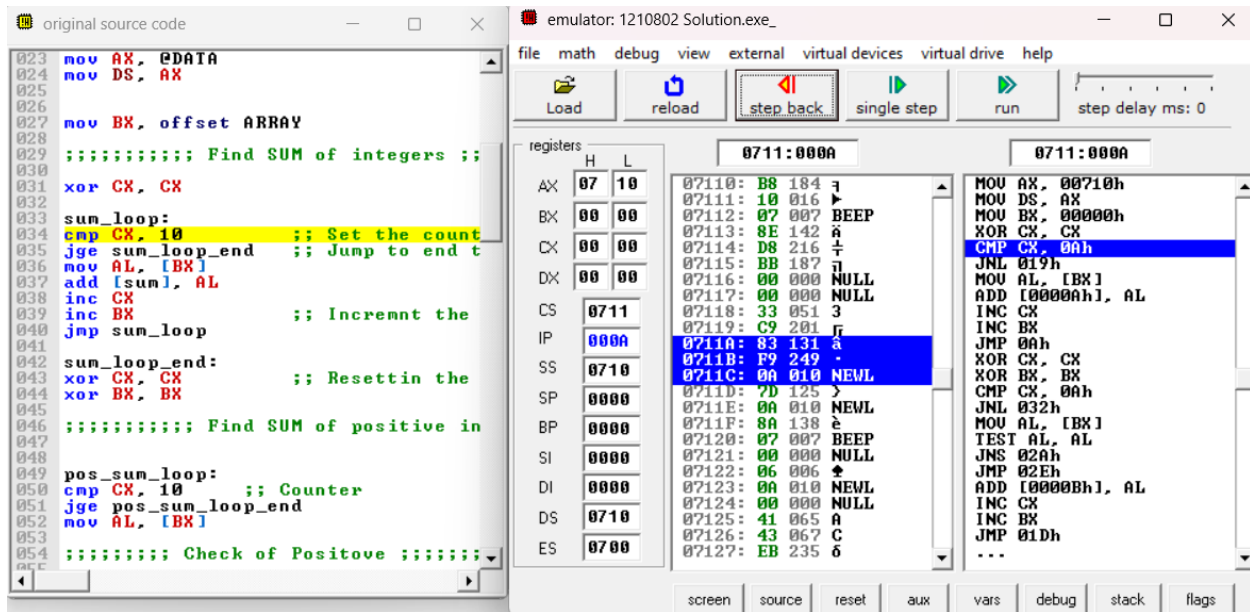 original source code
023 mov AX, @DATA
024 mov DS, AX
025
026
027 mov BX, offset ARRAY
028
029 ;;;;;;;;;;; Find SUM of integers ;;
030
031 xor CX, CX
032
033 sum_loop:
034 cmp CX, 10 ;; Set the count
035 jge sum_loop_end ;; Jump to end t
036 mov AL, [BX]
037 add [sum], AL
038 inc CX
039 inc BX ;; Incremnt the
040 jmp sum_loop
041
042 sum_loop_end:
043 xor CX, CX ;; Resettin the
044 xor BX, BX
045
046 ;;;;;;;;;;; Find SUM of positive in
047
048
049 pos_sum_loop:
050 cmp CX, 10 ;; Counter
051 jge pos_sum_loop_end
052 mov AL, [BX]
053
054 ;;;;;;;;; Check of Positove ;;;;;;;
emulator: 1210802 Solution.exe_
file math debug view external virtual devices virtual drive help
Load reload step back single step run step delay ms: 0
registers
H L
AX 07 10
BX 00 00
CX 00 00
DX 00 00
CS 0711
IP 000A
SS 0710
SP 0000
BP 0000
SI 0000
DI 0000
DS 0710
ES 0700
0711:000A
07110: B8 184 ╕
07111: 10 016 ►
07112: 07 007 BEEP
07113: 8E 142 Ä
07114: D8 216 ╪
07115: BB 187 ╗
07116: 00 000 NULL
07117: 00 000 NULL
07118: 33 051 3
07119: C9 201 ╔
0711A: 83 131 â
0711B: F9 249 ∙
0711C: 0A 010 NEWL
0711D: 7D 125 }
0711E: 0A 010 NEWL
0711F: 8A 138 è
07120: 07 007 BEEP
07121: 00 000 NULL
07122: 06 006 ♠
07123: 0A 010 NEWL
07124: 00 000 NULL
07125: 41 065 A
07126: 43 067 C
07127: EB 235 δ
0711:000A
MOV AX, 00710h
MOV DS, AX
MOV BX, 00000h
XOR CX, CX
CMP CX, 0Ah
JNL 019h
MOV AL, [BX]
ADD [0000Ah], AL
INC CX
INC BX
JMP 0Ah
XOR CX, CX
XOR BX, BX
CMP CX, 0Ah
JNL 032h
MOV AL, [BX]
TEST AL, AL
JNS 02Ah
JMP 02Eh
ADD [0000Bh], AL
INC CX
INC BX
JMP 01Dh
...
screen source reset aux vars debug stack flags